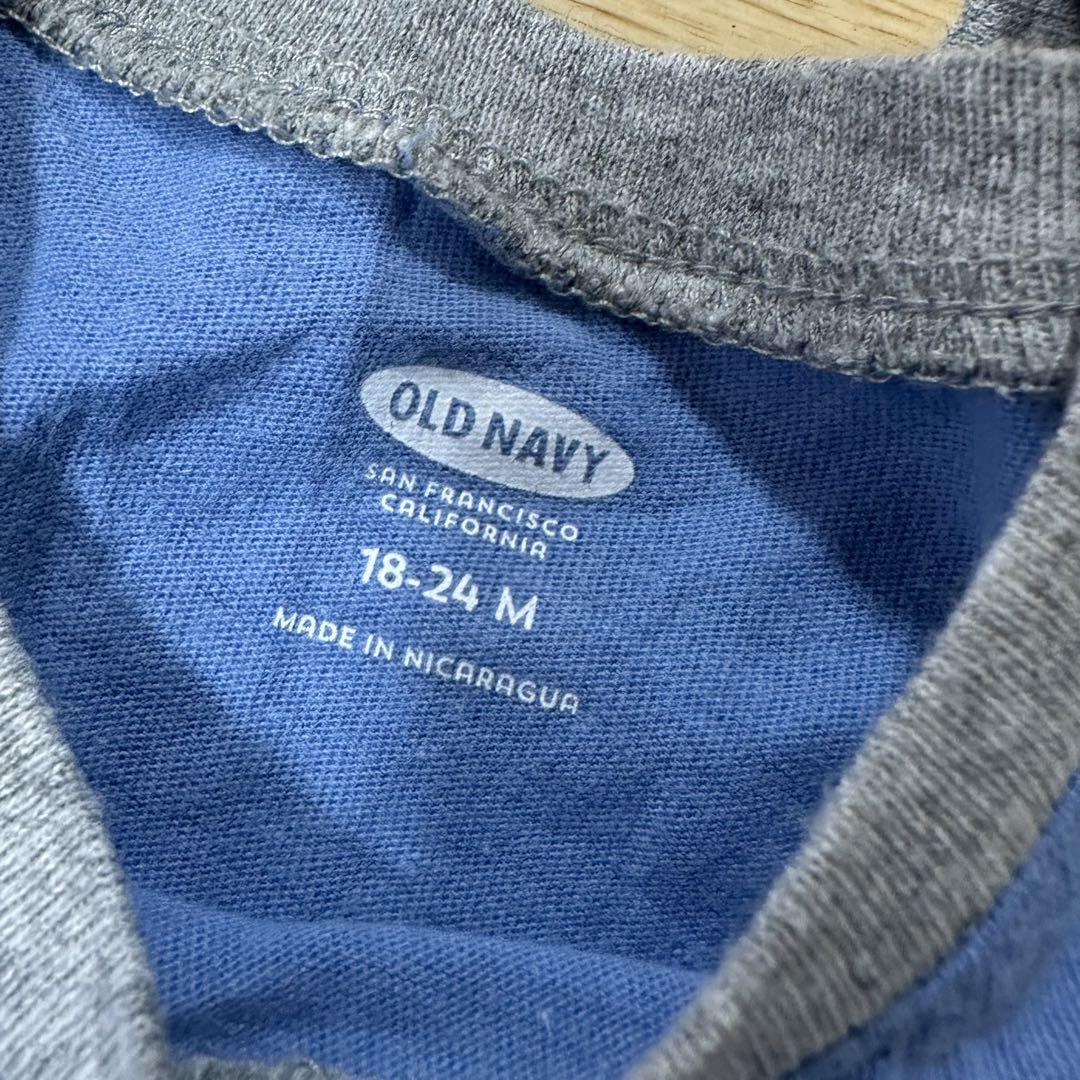 OLD NAVY
SAN FRANCISCO
CALIFORNIA
18-24 M
MADE IN NICARAGUA